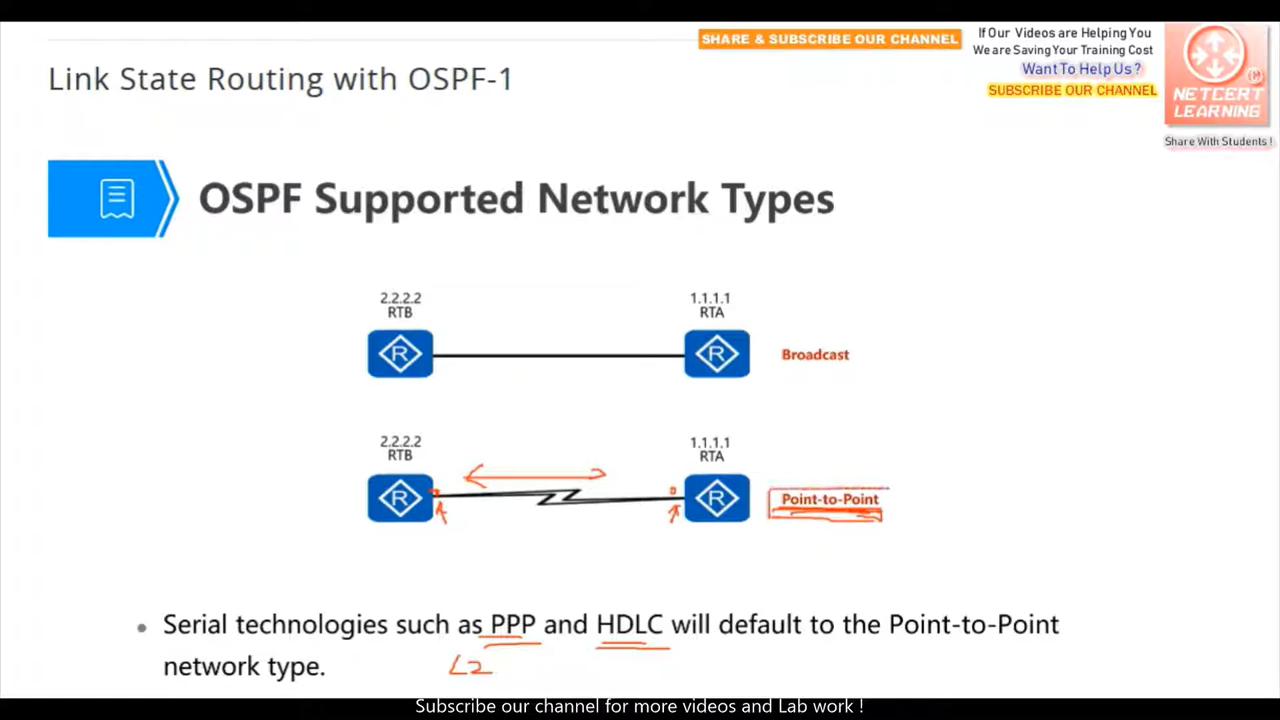 SHARE & SUBSCRIBE OUR CHANNEL
If Our Videos are Helping You
We are Saving Your Training Cost
Want To Help Us ?
SUBSCRIBE OUR CHANNEL
R
NETCERT
LEARNING
Share With Students !
Link State Routing with OSPF-1
OSPF Supported Network Types
2.2.2.2
RTB
1.1.1.1
RTA
R
R
Broadcast
2.2.2.2
RTB
1.1.1.1
RTA
R
R
Point-to-Point
• Serial technologies such as PPP and HDLC will default to the Point-to-Point
network type.
L2
Subscribe our channel for more videos and Lab work !